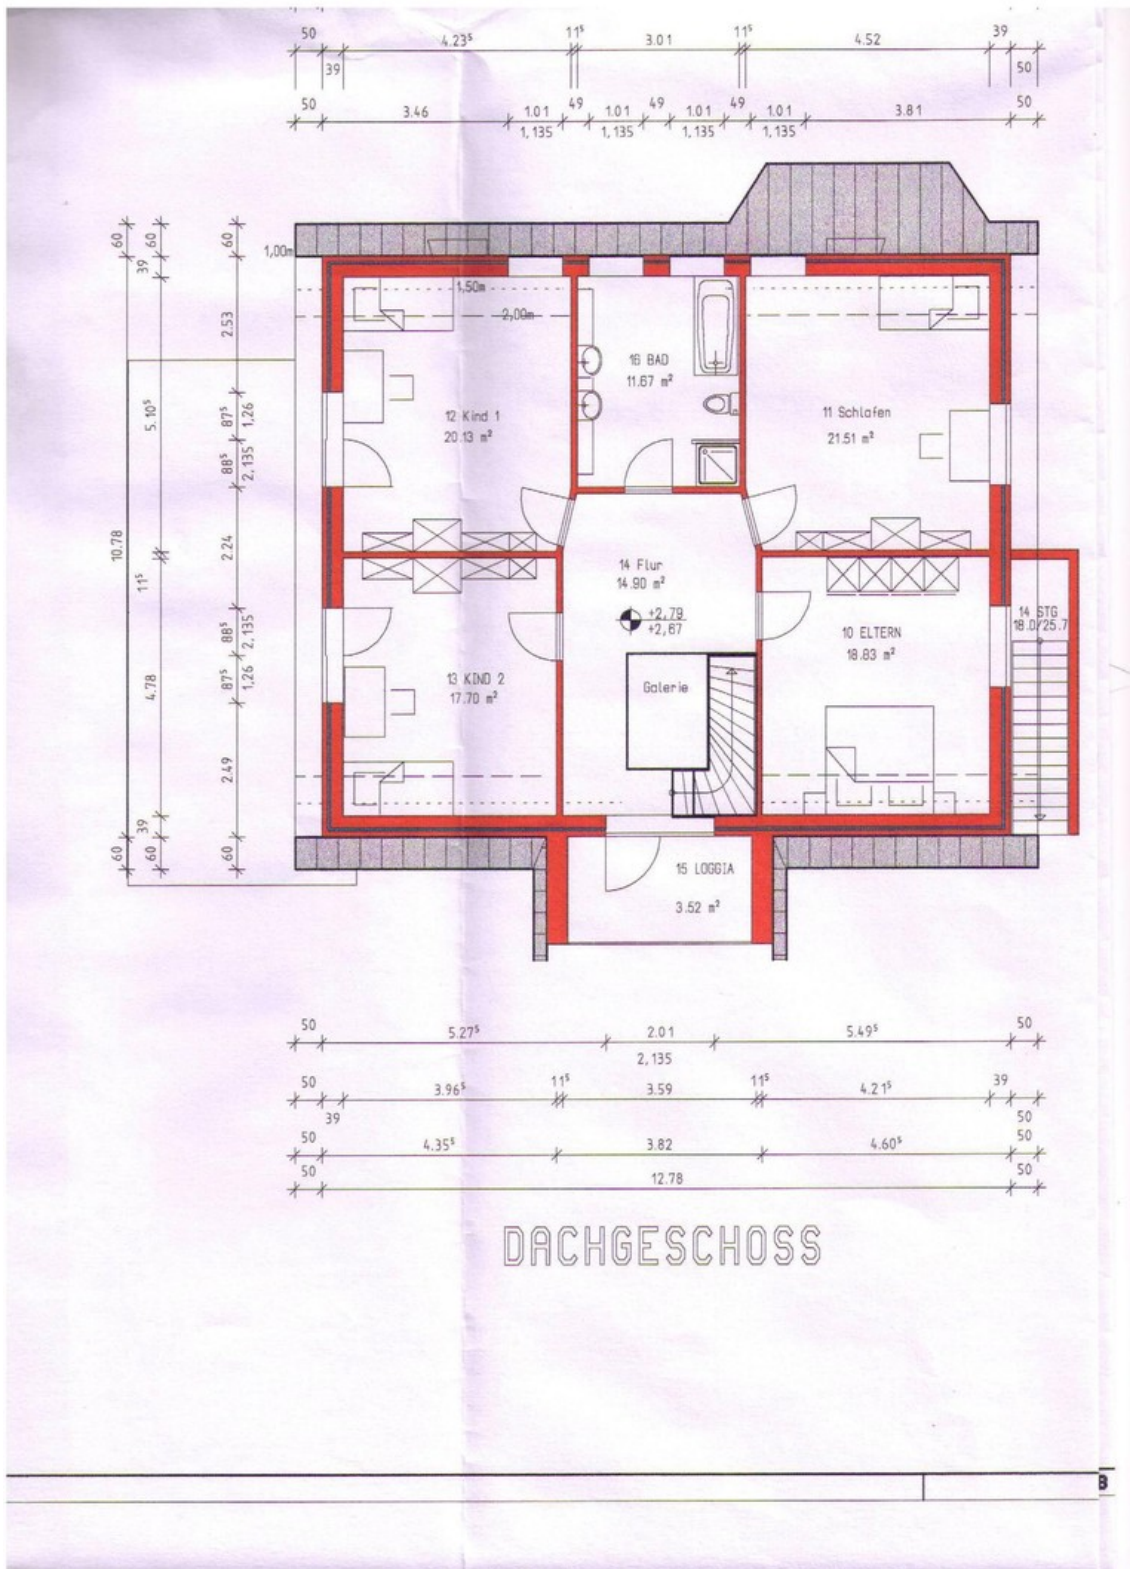 50 4.23⁵ 11⁵ 3.01 11⁵ 4.52 39
39 50
50 3.46 1.01 49 1.01 49 1.01 49 1.01 3.81 50
1,135 1,135 1,135 1,135
60 60 60
1,00m
39
1,50m
2,00m
2.53
16 BAD
11.67 m²
5.10⁵
87⁵ 1,26
12 Kind 1
20.13 m²
11 Schlafen
21.51 m²
88⁵ 2,135
10.78
2.24
11⁵
14 Flur
14.90 m²
+2,79
+2,67
88⁵ 2,135
14 STG
18.0/25.7
10 ELTERN
18.83 m²
87⁵ 1,26
4.78
13 KIND 2
17.70 m²
Galerie
2.49
39
60 60 60
15 LOGGIA
3.52 m²
50 5.27⁵ 2.01 5.49⁵ 50
2,135
50 3.96⁵ 11⁵ 3.59 11⁵ 4.21⁵ 39
39 50
50 4.35⁵ 3.82 4.60⁵ 50
50 12.78 50
DACHGESCHOSS